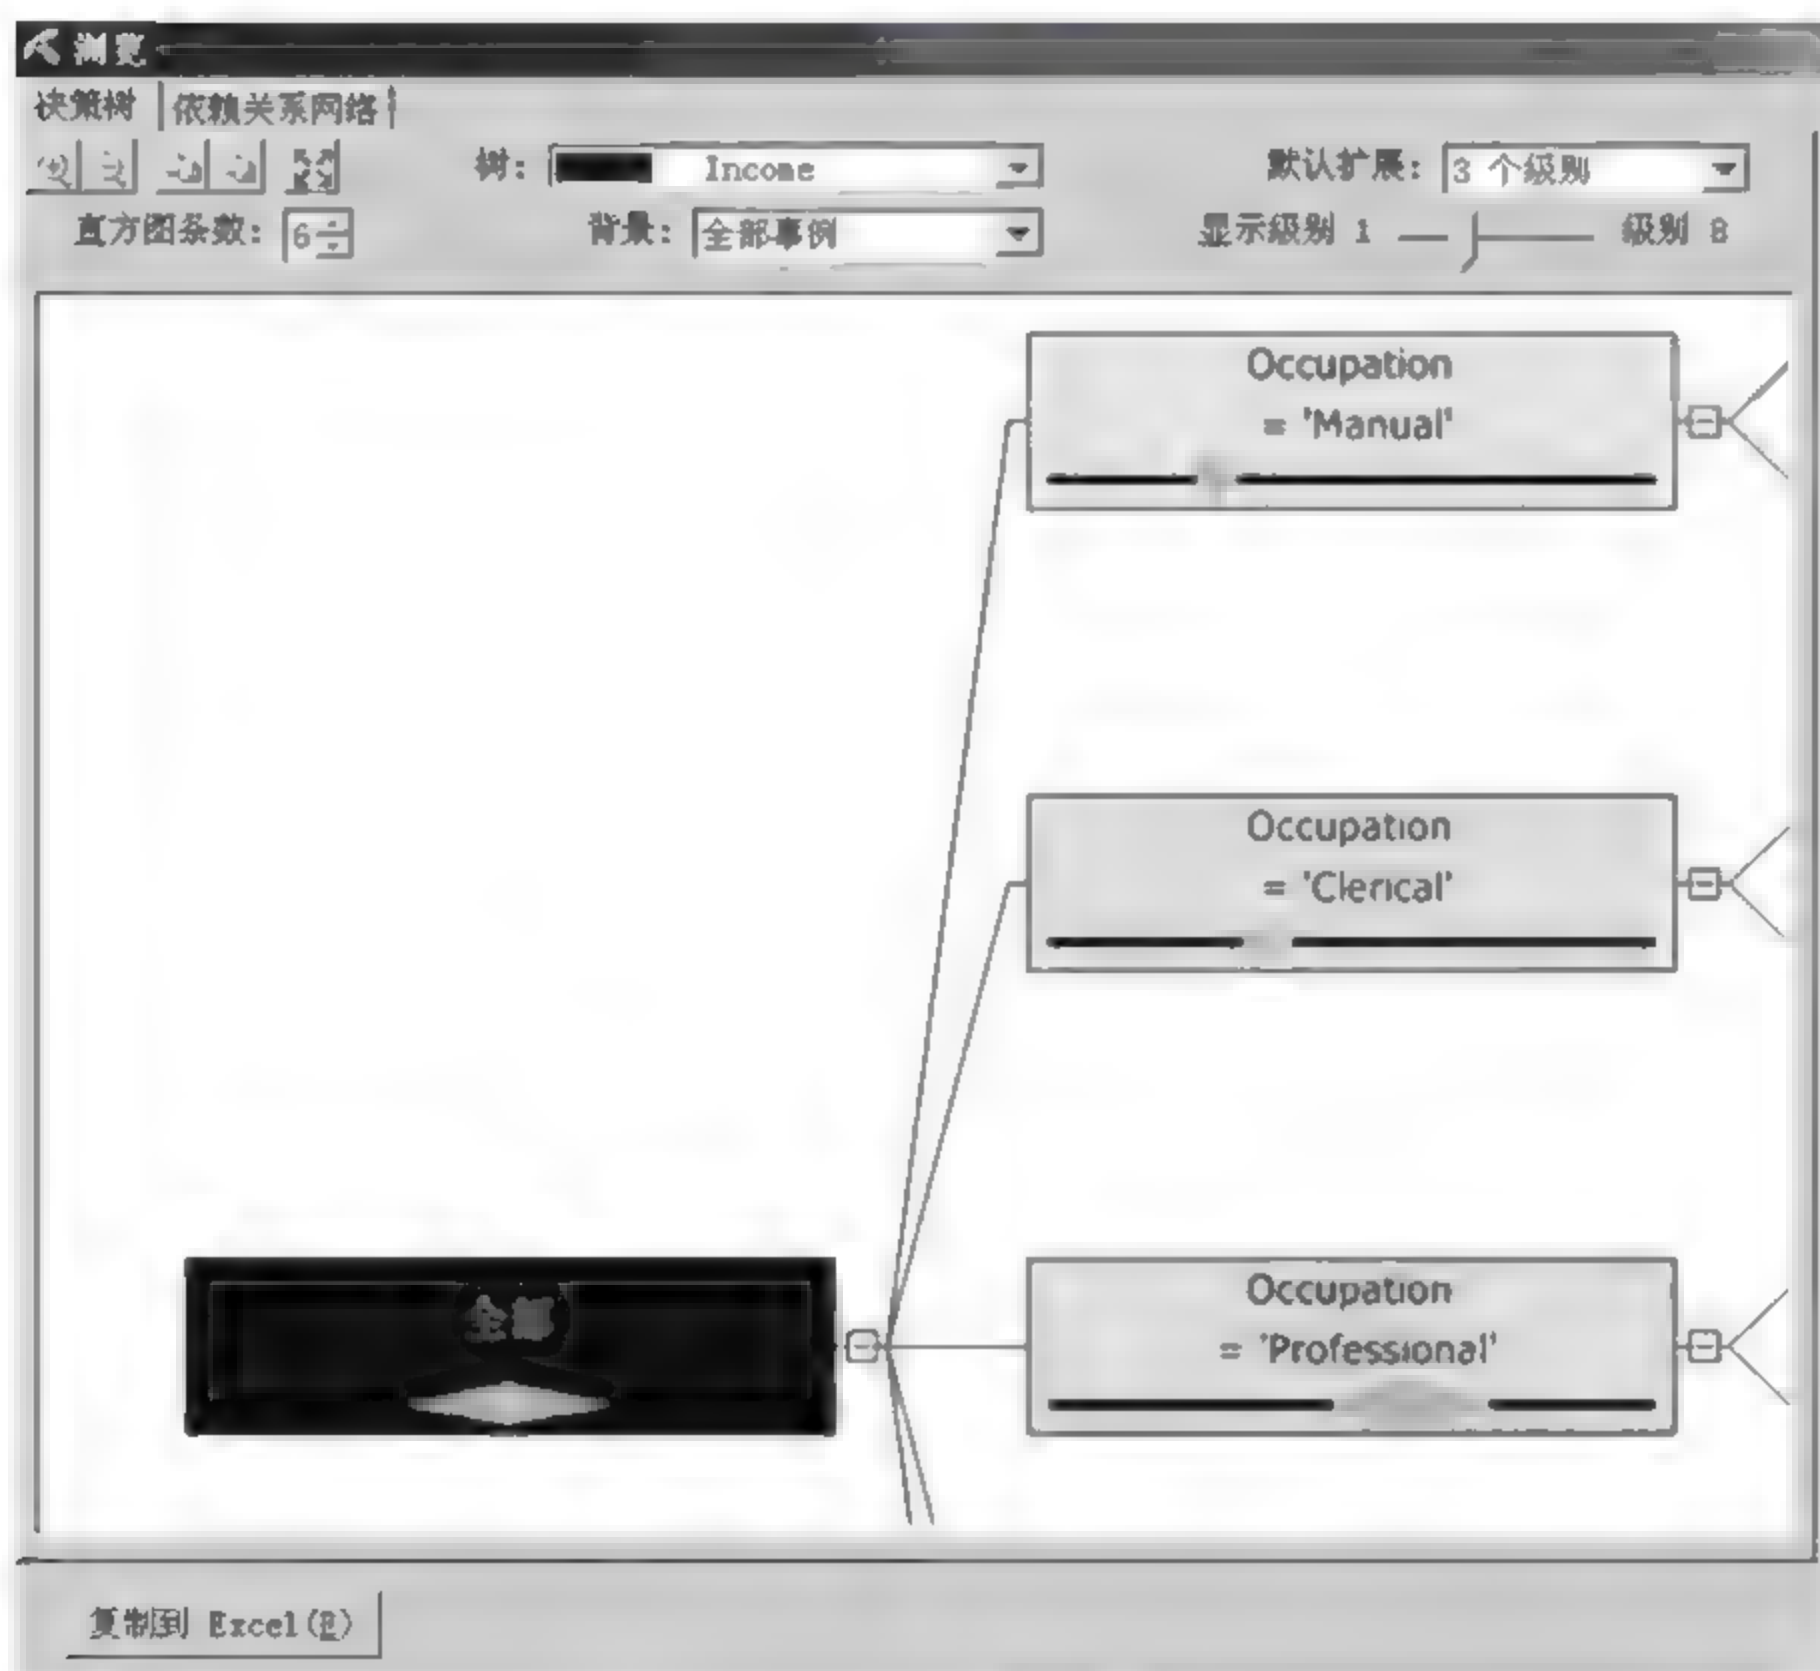 浏览
决策树 依赖关系网络
树: Income 默认扩展: 3 个级别
直方图条数: 6 背景: 全部事例 显示级别 1 级别 8
Occupation
= 'Manual'
Occupation
= 'Clerical'
全部
Occupation
= 'Professional'
复制到 Excel(E)